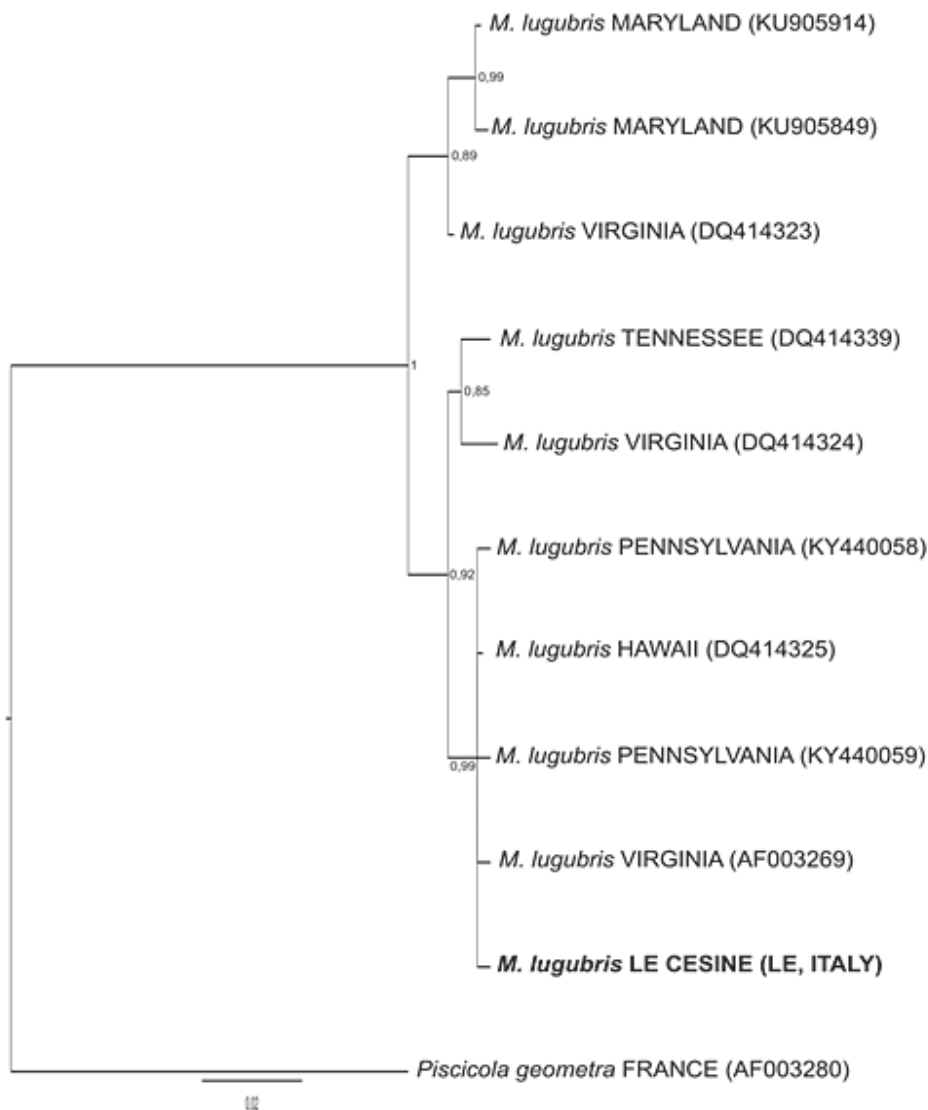 M. lugubris MARYLAND (KU905914)
0,99
M. lugubris MARYLAND (KU905849)
0,89
M. lugubris VIRGINIA (DQ414323)
M. lugubris TENNESSEE (DQ414339)
1
0,85
M. lugubris VIRGINIA (DQ414324)
M. lugubris PENNSYLVANIA (KY440058)
0,92
M. lugubris HAWAII (DQ414325)
M. lugubris PENNSYLVANIA (KY440059)
0,99
M. lugubris VIRGINIA (AF003269)
M. lugubris LE CESINE (LE, ITALY)
Piscicola geometra FRANCE (AF003280)